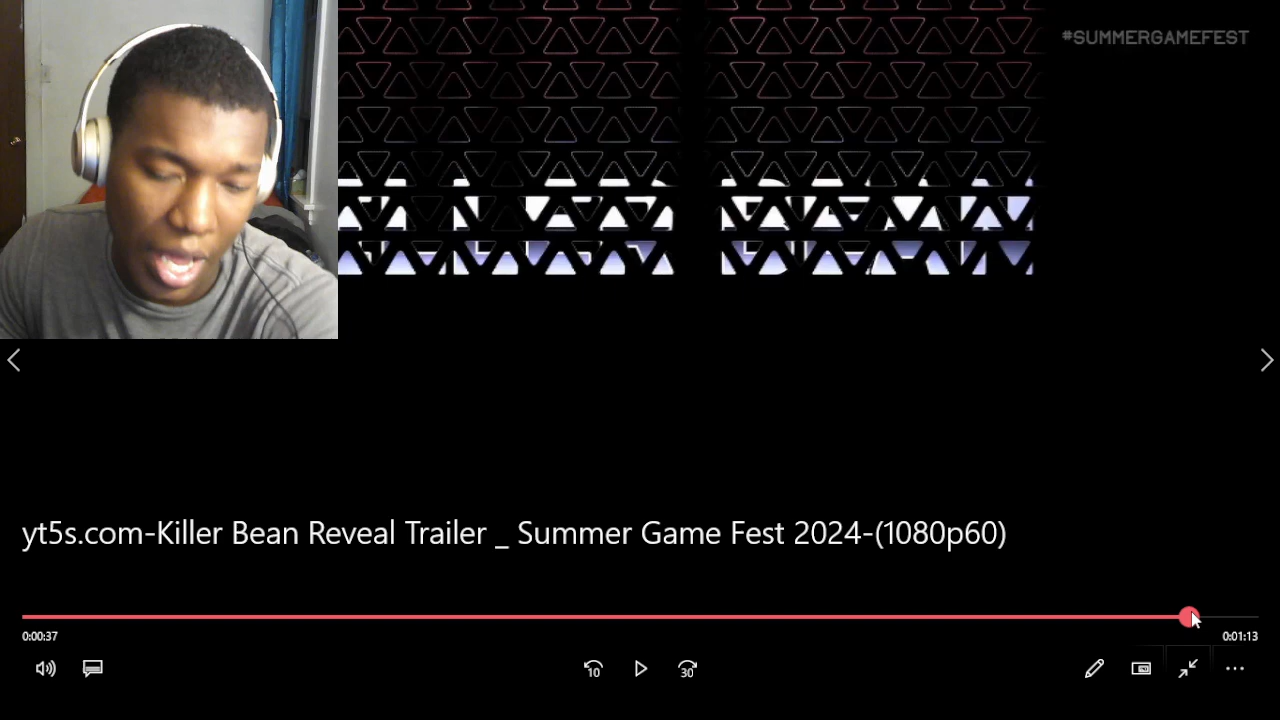 #SUMMERGAMEFEST
yt5s.com-Killer Bean Reveal Trailer _ Summer Game Fest 2024-(1080p60)
0:00:37
0:01:13
10
30